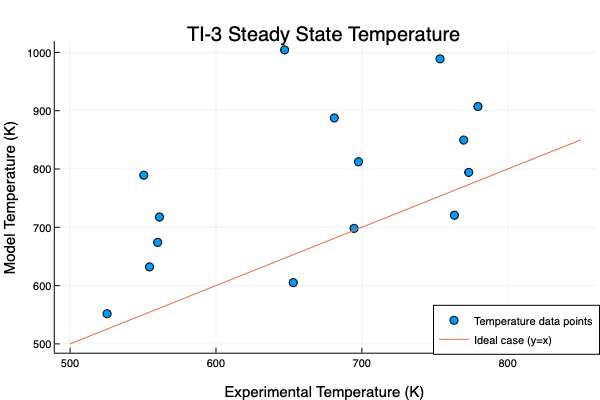 TI-3 Steady State Temperature
Model Temperature (K)
1000
900
800
700
600
500
500 600 700 800
Experimental Temperature (K)
Temperature data points
Ideal case (y=x)